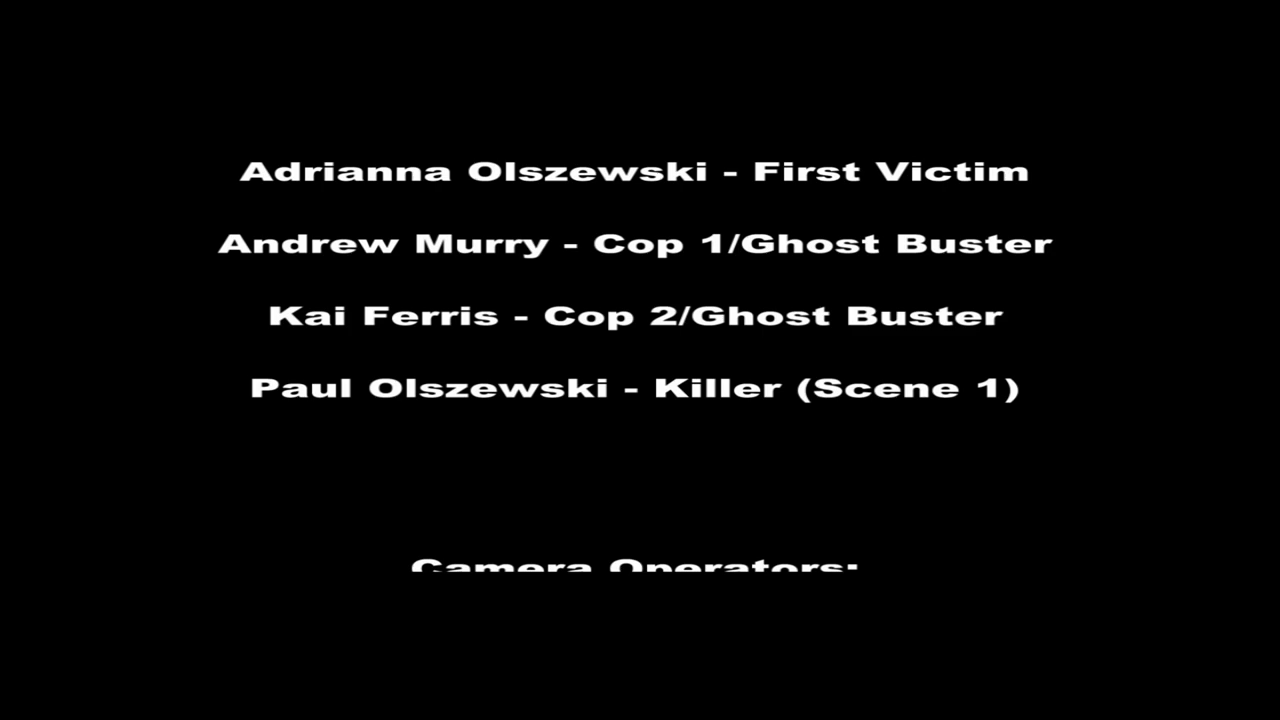 Adrianna Olszewski - First Victim
Andrew Murry - Cop 1/Ghost Buster
Kai Ferris - Cop 2/Ghost Buster
Paul Olszewski - Killer (Scene 1)
Camera Operators: